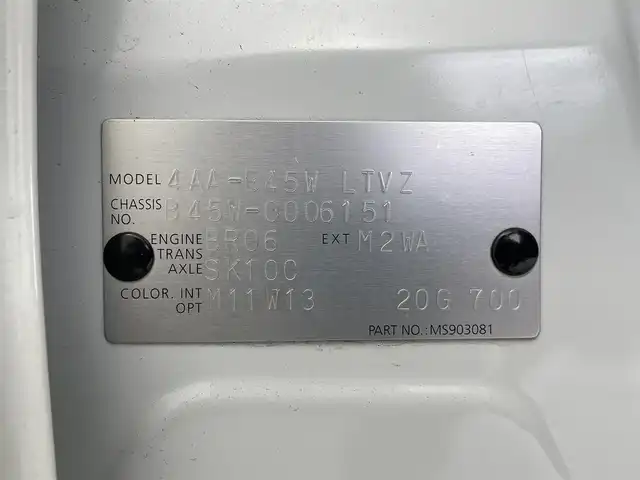 MODEL 4AA-B45W LTVZ
CHASSIS NO. B45W-0006151
ENGINE BR06 EXT M2WA
TRANS AXLE SK10C
COLOR. INT OPT M11W13 20G 700
PART NO.:MS903081